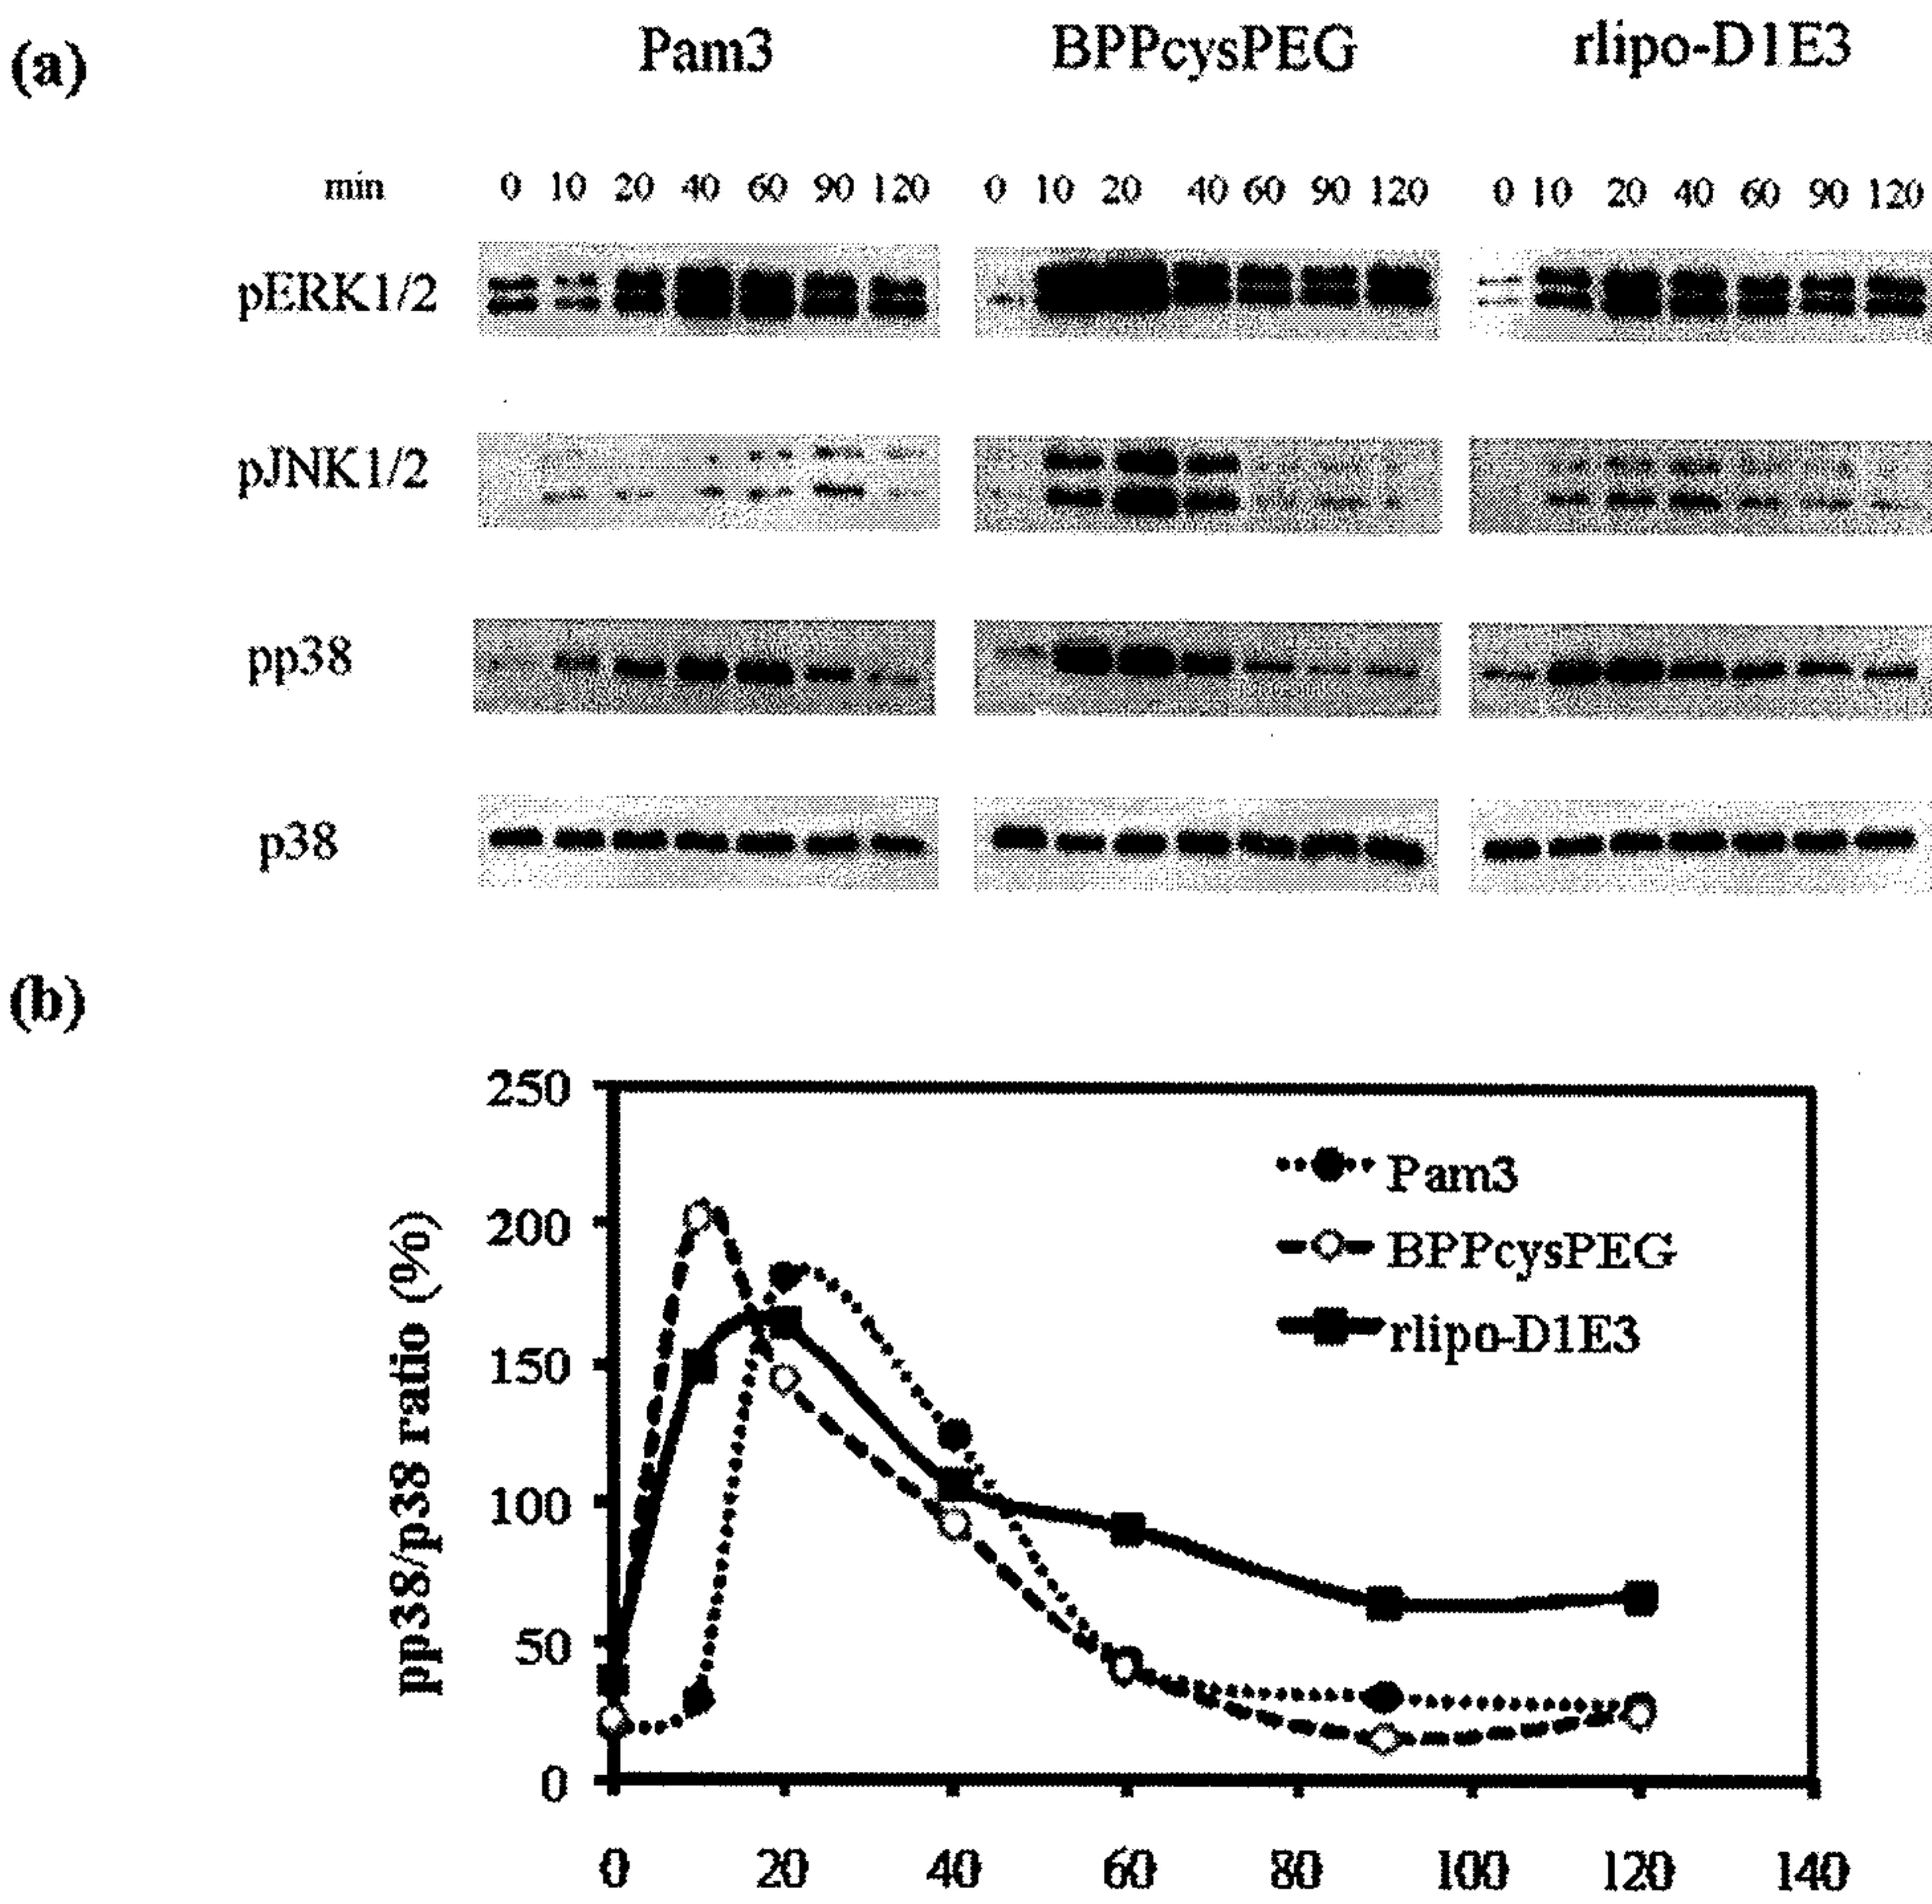 (a)
Pam3 BPPcysPEG rlipo-D1E3
min 0 10 20 40 60 90 120 0 10 20 40 60 90 120 0 10 20 40 60 90 120
pERK1/2
pJNK1/2
pp38
p38
(b)
pp38/p38 ratio (%)
250
200
150
100
50
0
Pam3
BPPcysPEG
rlipo-D1E3
0 20 40 60 80 100 120 140